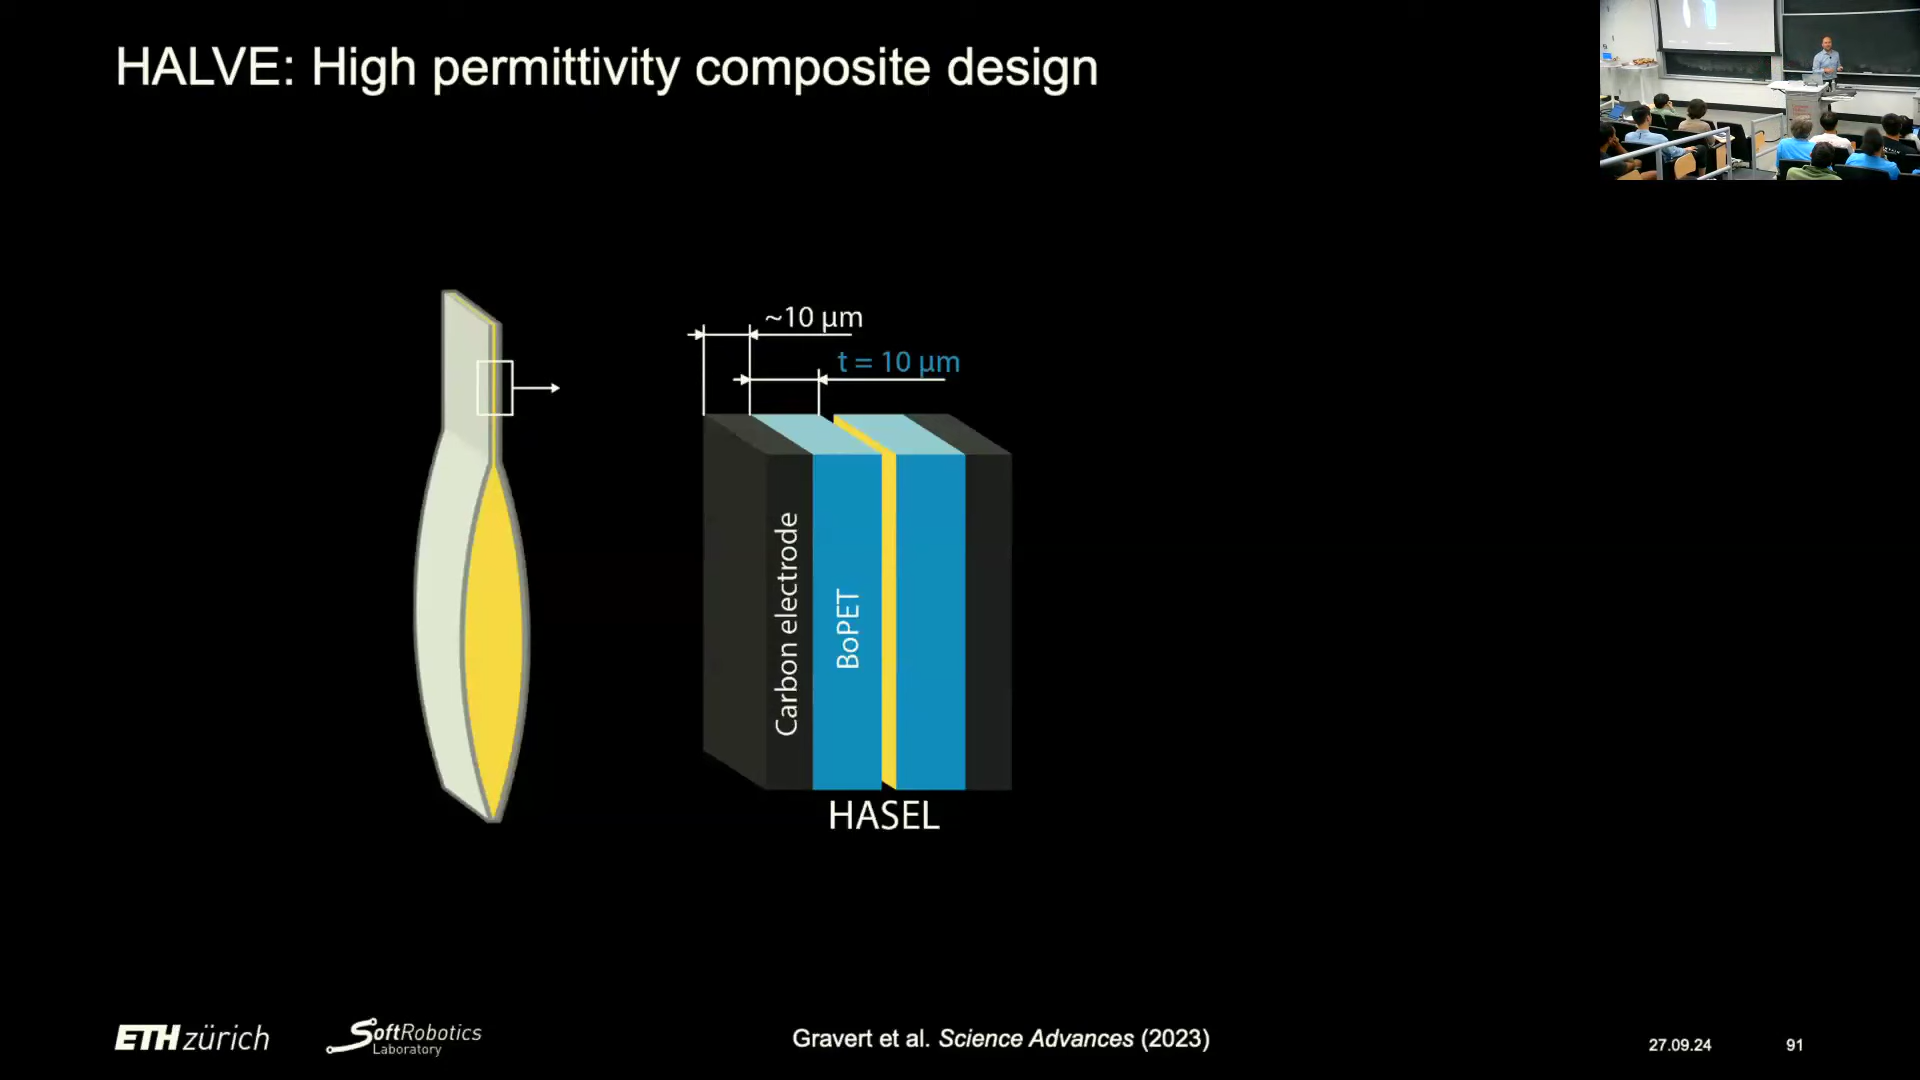 HALVE: High permittivity composite design
~10 µm
t = 10 µm
Carbon electrode
BoPET
HASEL
ETH zürich
SoftRobotics
Laboratory
Gravert et al. Science Advances (2023)
27.09.24
91